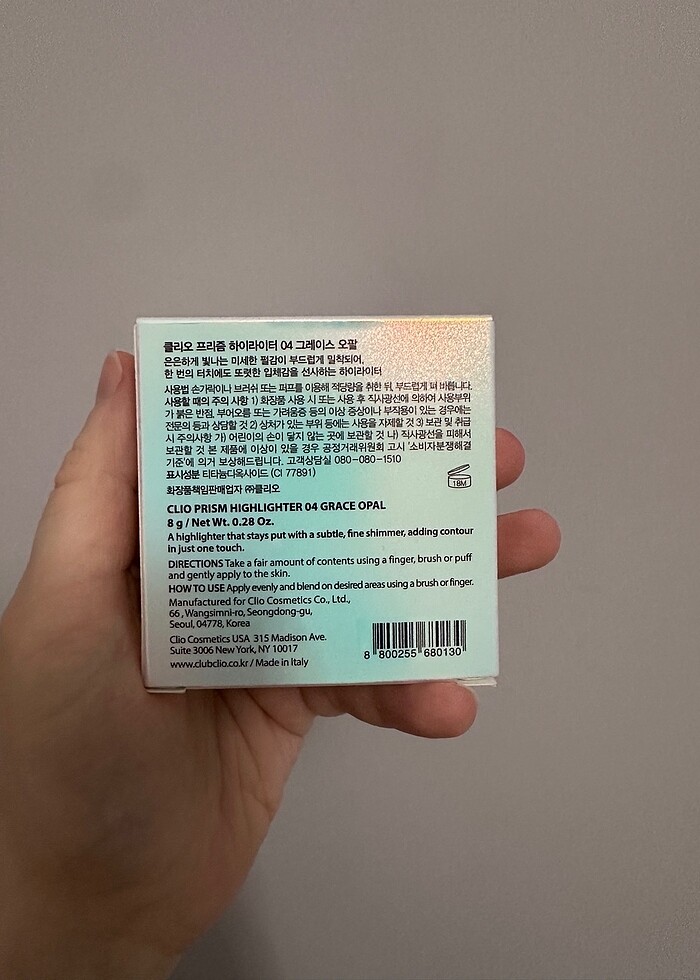 클리오 프리즘 하이라이터 04 그레이스 오팔
은은하게 빛나는 미세한 펄감이 부드럽게 밀착되어,
한 번의 터치에도 또렷한 입체감을 선사하는 하이라이터
사용법 손가락이나 브러쉬 또는 퍼프를 이용해 적당량을 취한 뒤, 부드럽게 펴 바릅니다.
사용할 때의 주의 사항 1) 화장품 사용 시 또는 사용 후 직사광선에 의하여 사용부위
가 붉은 반점, 부어오름 또는 가려움증 등의 이상 증상이나 부작용이 있는 경우에는
전문의 등과 상담할 것 2) 상처가 있는 부위 등에는 사용을 자제할 것 3) 보관 및 취급
시 주의사항 가) 어린이의 손이 닿지 않는 곳에 보관할 것 나) 직사광선을 피해서
보관할 것 본 제품에 이상이 있을 경우 공정거래위원회 고시 '소비자분쟁해결
기준'에 의거 보상해드립니다. 고객상담실 080-080-1510
표시성분 티타늄디옥사이드 (CI 77891)
화장품책임판매업자 ㈜클리오
18M
CLIO PRISM HIGHLIGHTER 04 GRACE OPAL
8 g / Net Wt. 0.28 Oz.
A highlighter that stays put with a subtle, fine shimmer, adding contour
in just one touch.
DIRECTIONS Take a fair amount of contents using a finger, brush or puff
and gently apply to the skin.
HOW TO USE Apply evenly and blend on desired areas using a brush or finger.
Manufactured for Clio Cosmetics Co., Ltd.,
66, Wangsimni-ro, Seongdong-gu,
Seoul, 04778, Korea
Clio Cosmetics USA 315 Madison Ave.
Suite 3006 New York, NY 10017
www.clubclio.co.kr / Made in Italy
8 800255 680130